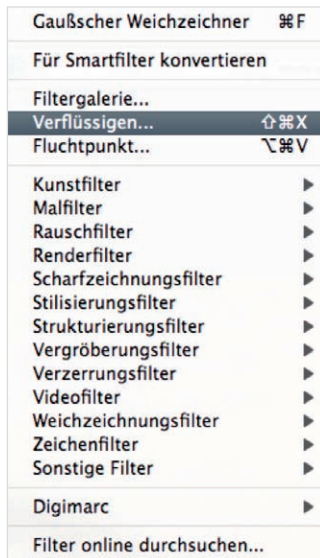 Gaußscher Weichzeichner ⌘F
Für Smartfilter konvertieren
Filtergalerie...
Verflüssigen... ⇧⌘X
Fluchtpunkt... ⌥⌘V
Kunstfilter
Malfilter
Rauschfilter
Renderfilter
Scharfzeichnungsfilter
Stilisierungsfilter
Strukturierungsfilter
Vergröberungsfilter
Verzerrungsfilter
Videofilter
Weichzeichnungsfilter
Zeichenfilter
Sonstige Filter
Digimarc
Filter online durchsuchen...